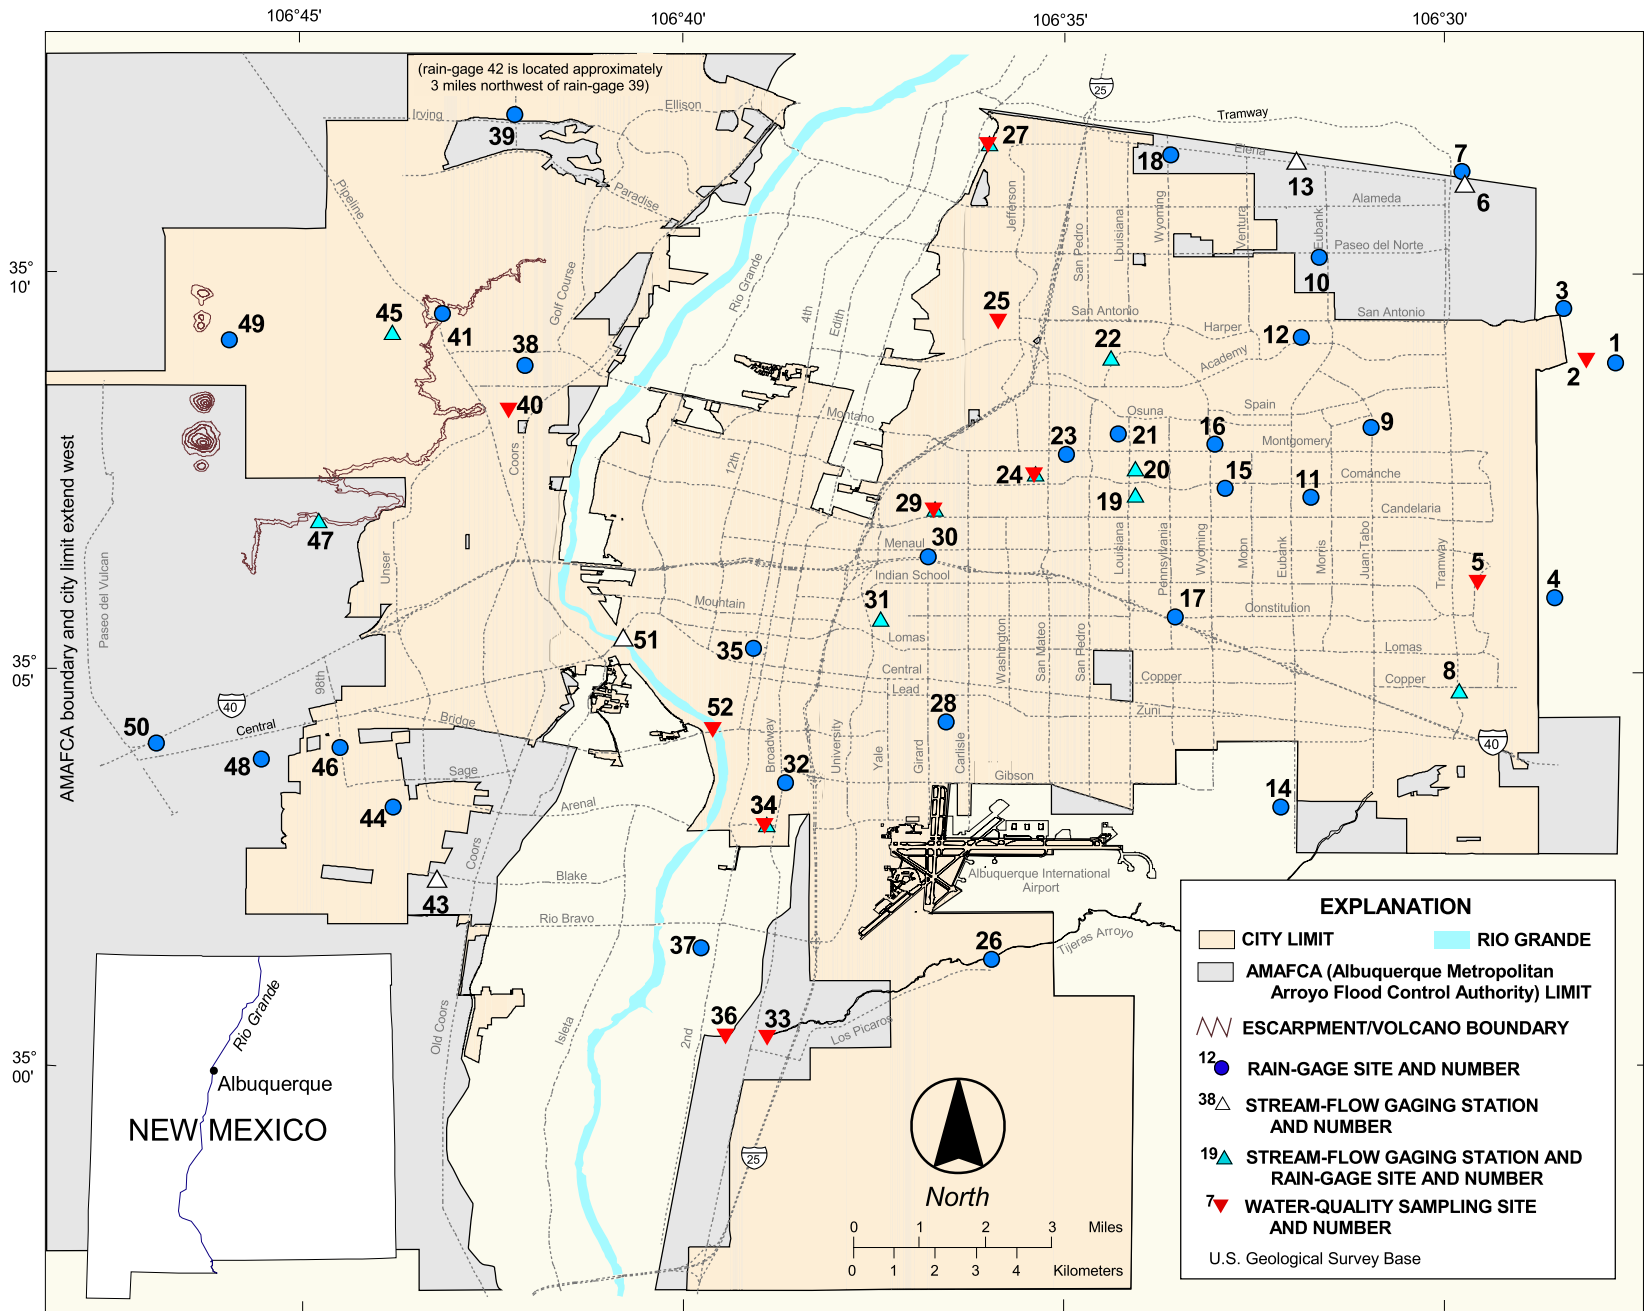 106°45'
106°40'
106°35'
106°30'
(rain-gage 42 is located approximately
3 miles northwest of rain-gage 39)
Irving
Ellison
39
Pipeline
Paradise
25
Tramway
27
18
Elena
13
7
6
Alameda
Jefferson
San Pedro
Louisiana
Wyoming
Ventura
Eubank
Paseo del Norte
10
35°
10'
Golf Course
Rio Grande
4th
Edith
49
45
41
38
40
25
San Antonio
San Antonio
3
22
Harper
12
Academy
1
2
Coors
Montano
12th
Osuna
Spain
23
21
16
Montgomery
9
24
20
19
15
11
Comanche
29
Candelaria
47
30
Menaul
Indian School
Louisiana
Pennsylvania
Wyoming
Moon
Eubank
Morris
Juan Tabo
Tramway
5
4
AMAFCA boundary and city limit extend west
Paseo del Vulcan
Unser
Mountain
31
17
Constitution
Lomas
Lomas
51
35
Washington
San Mateo
San Pedro
35°
05'
98th
40
Central
Central
Lead
Copper
Copper
8
Zuni
50
48
46
Bridge
52
28
Broadway
University
Yale
Girard
Carlisle
40
Sage
32
Gibson
44
Arenal
34
14
Coors
43
Blake
Albuquerque International
Airport
Rio Bravo
37
26
Tijeras Arroyo
36
33
Los Picaros
Old Coors
Isleta
2nd
35°
00'
25
Rio Grande
Albuquerque
NEW MEXICO
North
0 1 2 3 Miles
0 1 2 3 4 Kilometers
EXPLANATION
CITY LIMIT
RIO GRANDE
AMAFCA (Albuquerque Metropolitan
Arroyo Flood Control Authority) LIMIT
ESCARPMENT/VOLCANO BOUNDARY
12 RAIN-GAGE SITE AND NUMBER
38 STREAM-FLOW GAGING STATION
AND NUMBER
19 STREAM-FLOW GAGING STATION AND
RAIN-GAGE SITE AND NUMBER
7 WATER-QUALITY SAMPLING SITE
AND NUMBER
U.S. Geological Survey Base